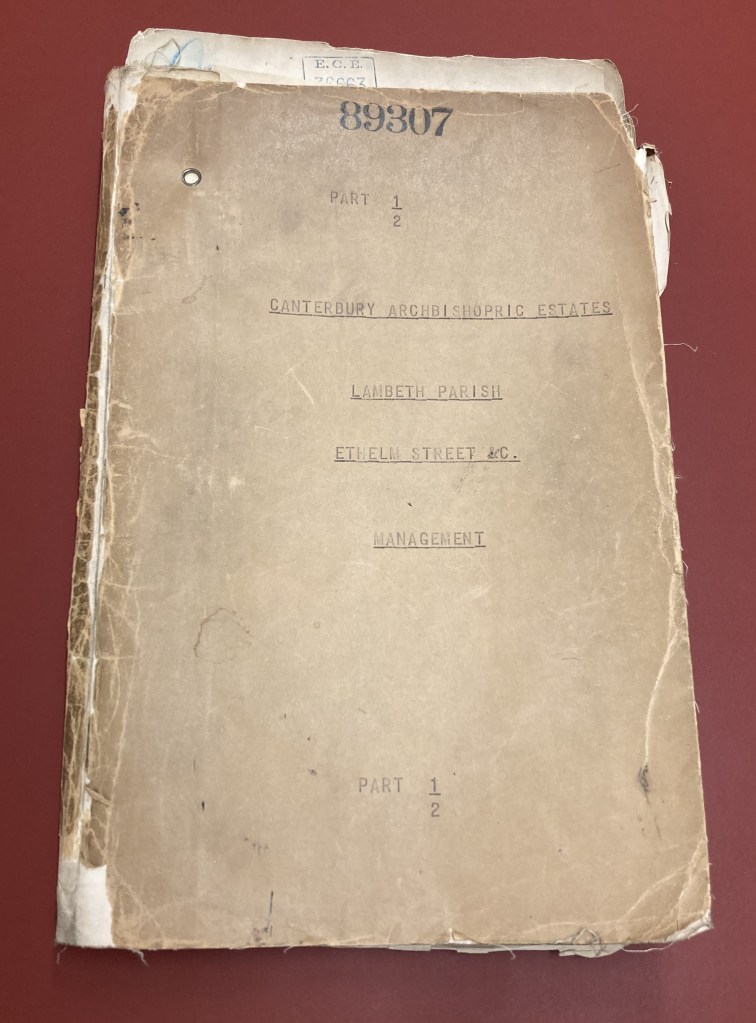 E.C.E.
89307
PART 1
2
CANTERBURY ARCHBISHOPRIC ESTATES
LAMBETH PARISH
ETHELM STREET &C.
MANAGEMENT
PART 1
2